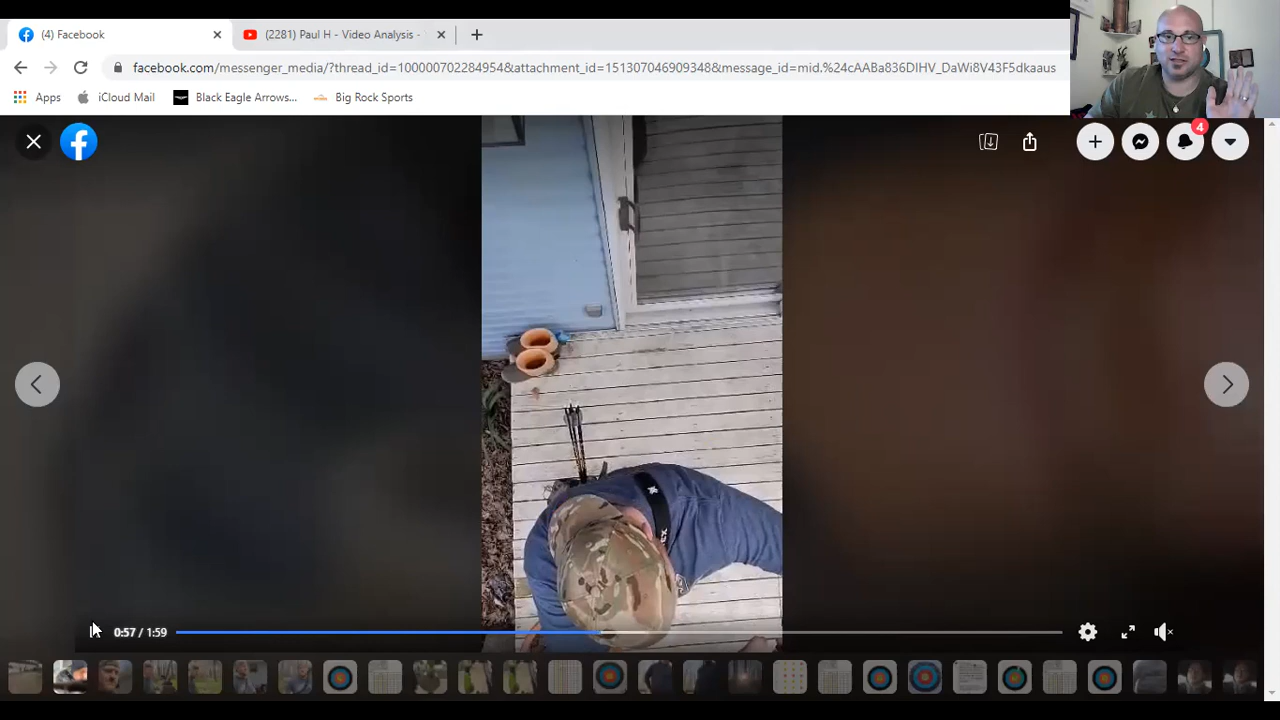 (4) Facebook
(2281) Paul H - Video Analysis -
facebook.com/messenger_media/?thread_id=100000702285954&attachment_id=151307046909348&message_id=mid.%24cAABa836DIHV_DaWi8V43F5dkaaus
Apps
iCloud Mail
Black Eagle Arrows...
Big Rock Sports
4
0:57 / 1:59